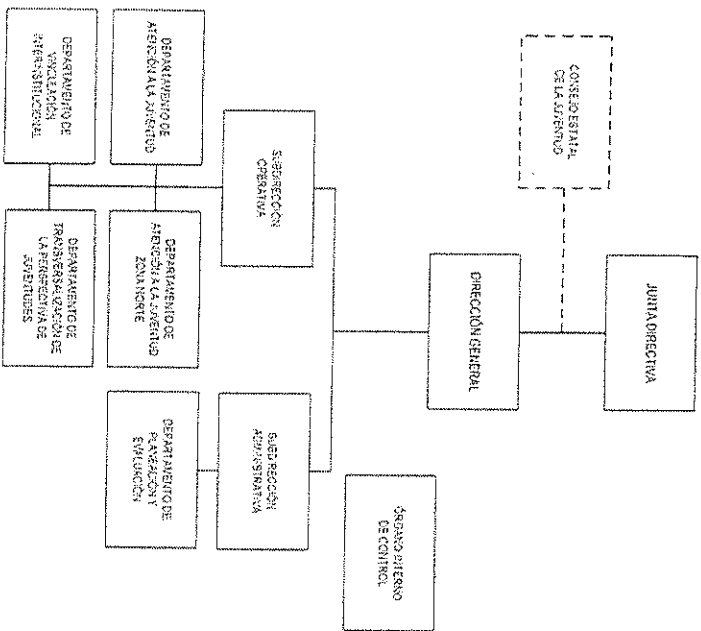 JUNTA DIRECTIVA
CONSEJO ESTATAL
DE LA JUVENTUD
DIRECCIÓN GENERAL
ÓRGANO INTERNO
DE CONTROL
SUBDIRECCIÓN
OPERATIVA
SUBDIRECCIÓN
ADMINISTRATIVA
DEPARTAMENTO DE
ATENCIÓN A LA JUVENTUD
DEPARTAMENTO DE
ATENCIÓN A LA JUVENTUD
ZONA NORTE
DEPARTAMENTO DE
PLANEACIÓN Y
EVALUACIÓN
DEPARTAMENTO DE
VINCULACIÓN
INTERINSTITUCIONAL
DEPARTAMENTO DE
TRANSVERSALIZACIÓN DE
LA PERSPECTIVA DE
JUVENTUDES